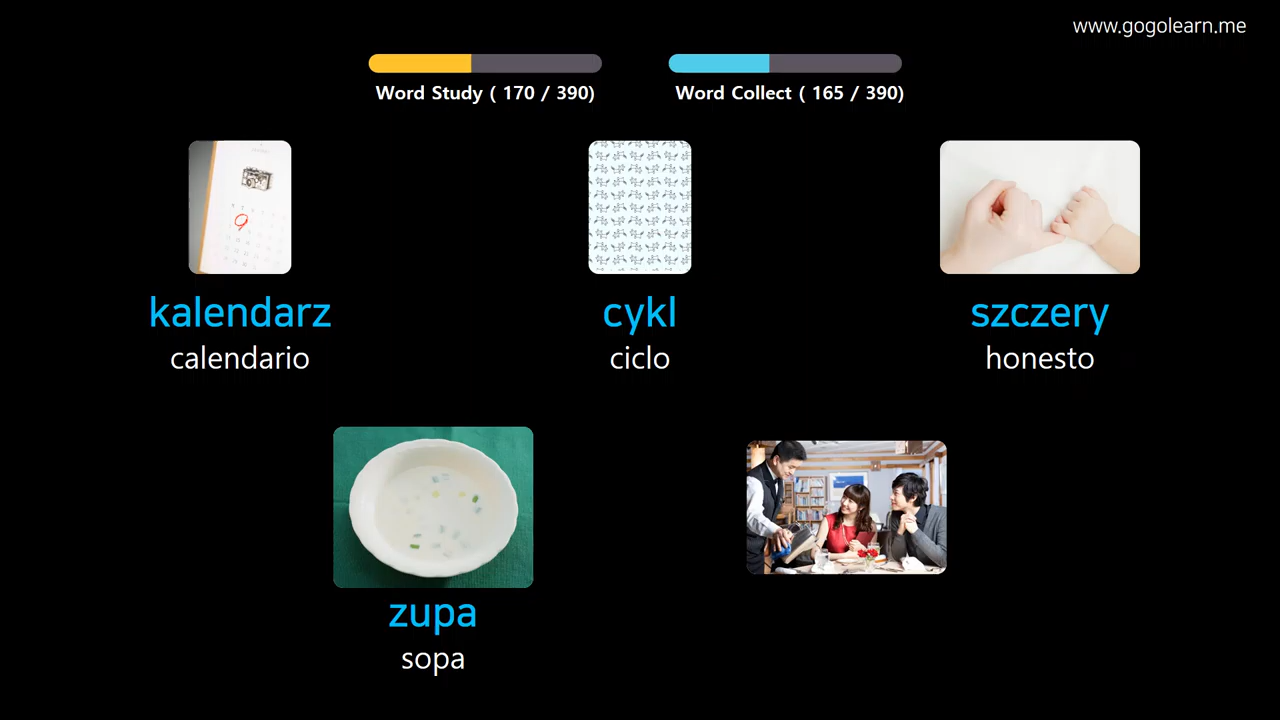 www.gogolearn.me
Word Study ( 170 / 390)
Word Collect ( 165 / 390)
kalendarz
calendario
cykl
ciclo
szczery
honesto
zupa
sopa